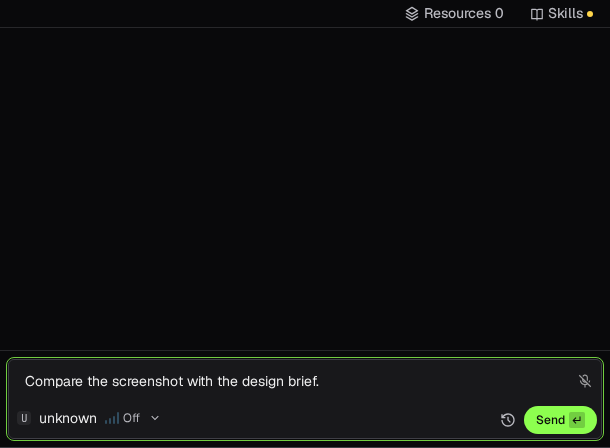 Resources 0
Skills
Compare the screenshot with the design brief.
U unknown Off
Send